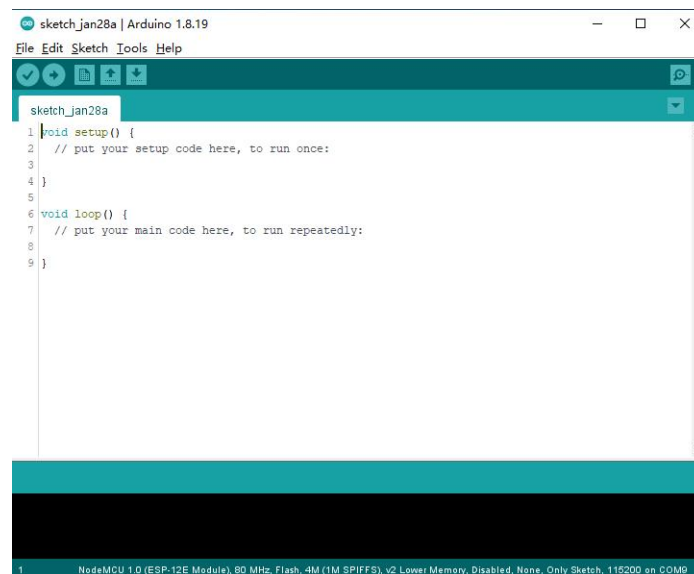 sketch_jan28a | Arduino 1.8.19
File Edit Sketch Tools Help
sketch_jan28a
1 void setup() {
2 // put your setup code here, to run once:
3
4 }
5
6 void loop() {
7 // put your main code here, to run repeatedly:
8
9 }
1 NodeMCU 1.0 (ESP-12E Module), 80 MHz, Flash, 4M (1M SPIFFS), v2 Lower Memory, Disabled, None, Only Sketch, 115200 on COM9